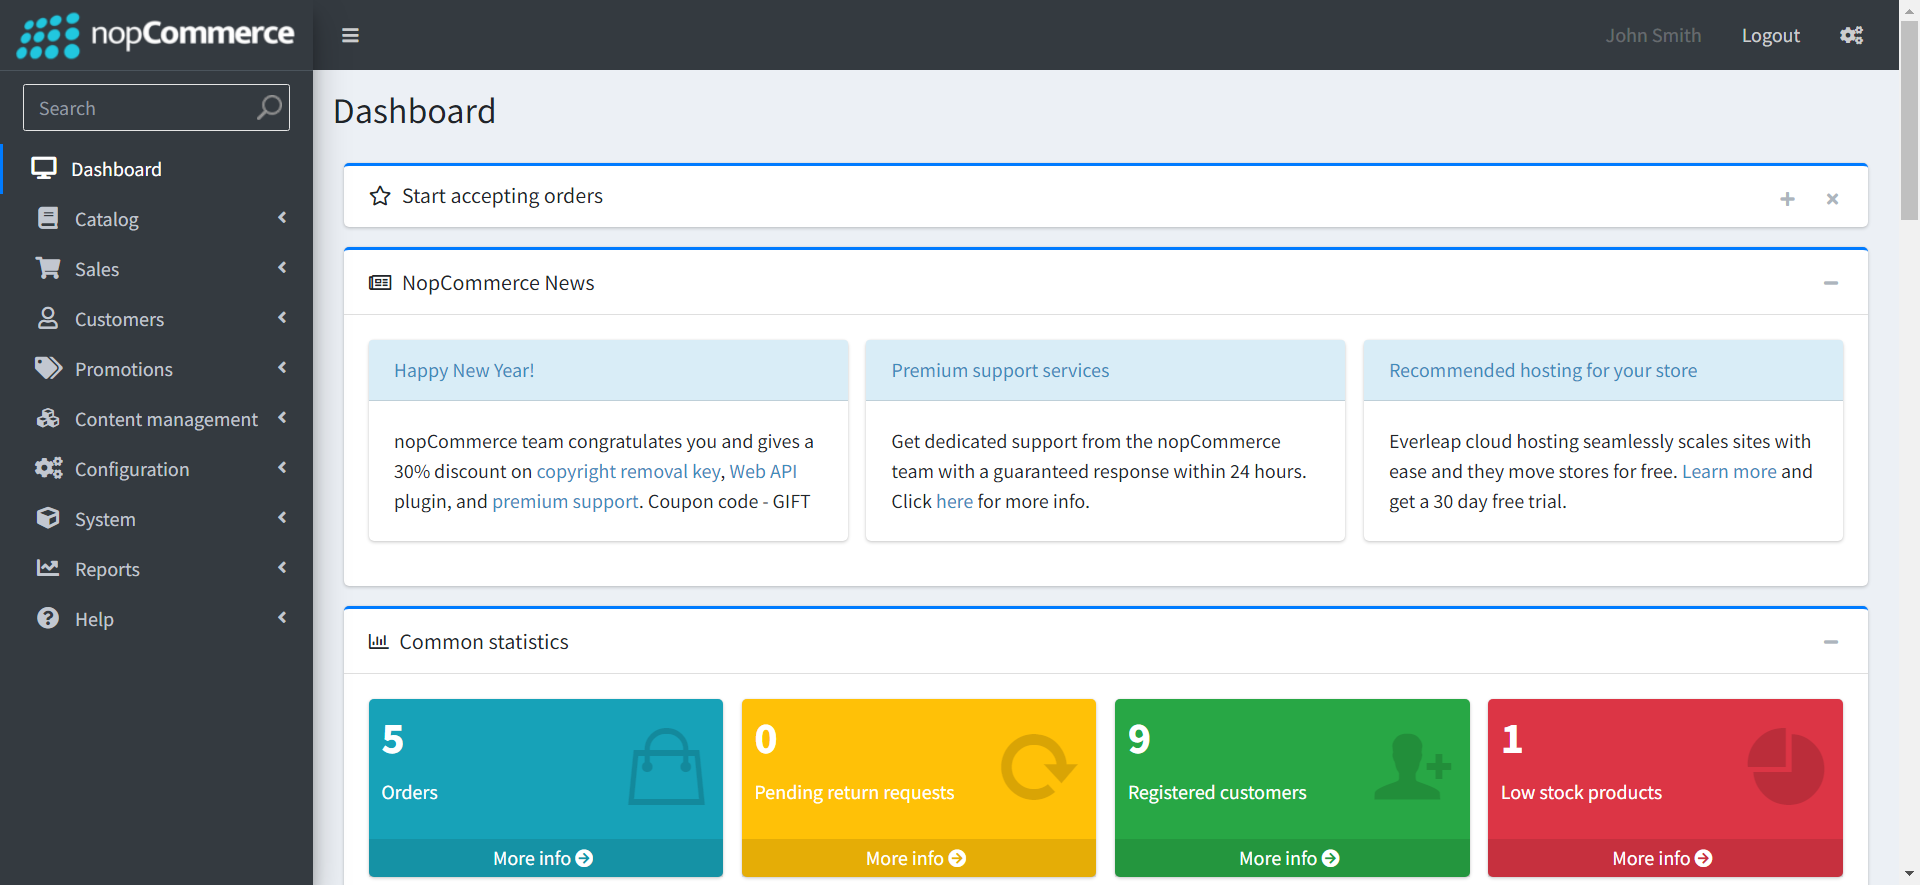 nopCommerce
John Smith
Logout
Search
Dashboard
Catalog
Sales
Customers
Promotions
Content management
Configuration
System
Reports
Help
Dashboard
Start accepting orders
NopCommerce News
Happy New Year!
nopCommerce team congratulates you and gives a
30% discount on copyright removal key, Web API
plugin, and premium support. Coupon code - GIFT
Premium support services
Get dedicated support from the nopCommerce
team with a guaranteed response within 24 hours.
Click here for more info.
Recommended hosting for your store
Everleap cloud hosting seamlessly scales sites with
ease and they move stores for free. Learn more and
get a 30 day free trial.
Common statistics
5
Orders
More info
0
Pending return requests
More info
9
Registered customers
More info
1
Low stock products
More info